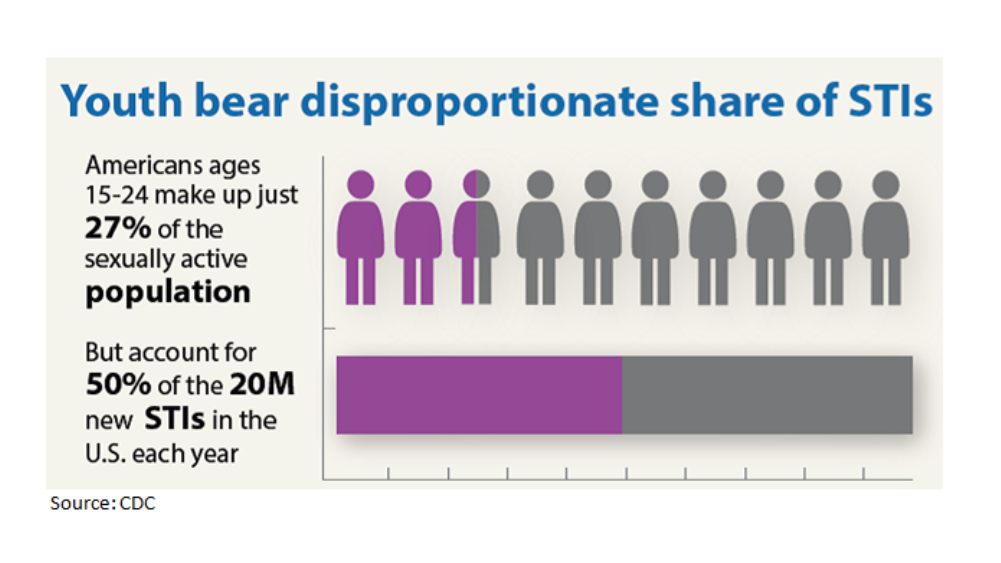 Youth bear disproportionate share of STIs
Americans ages
15-24 make up just
27% of the
sexually active
population
But account for
50% of the 20M
new STIs in the
U.S. each year
Source: CDC